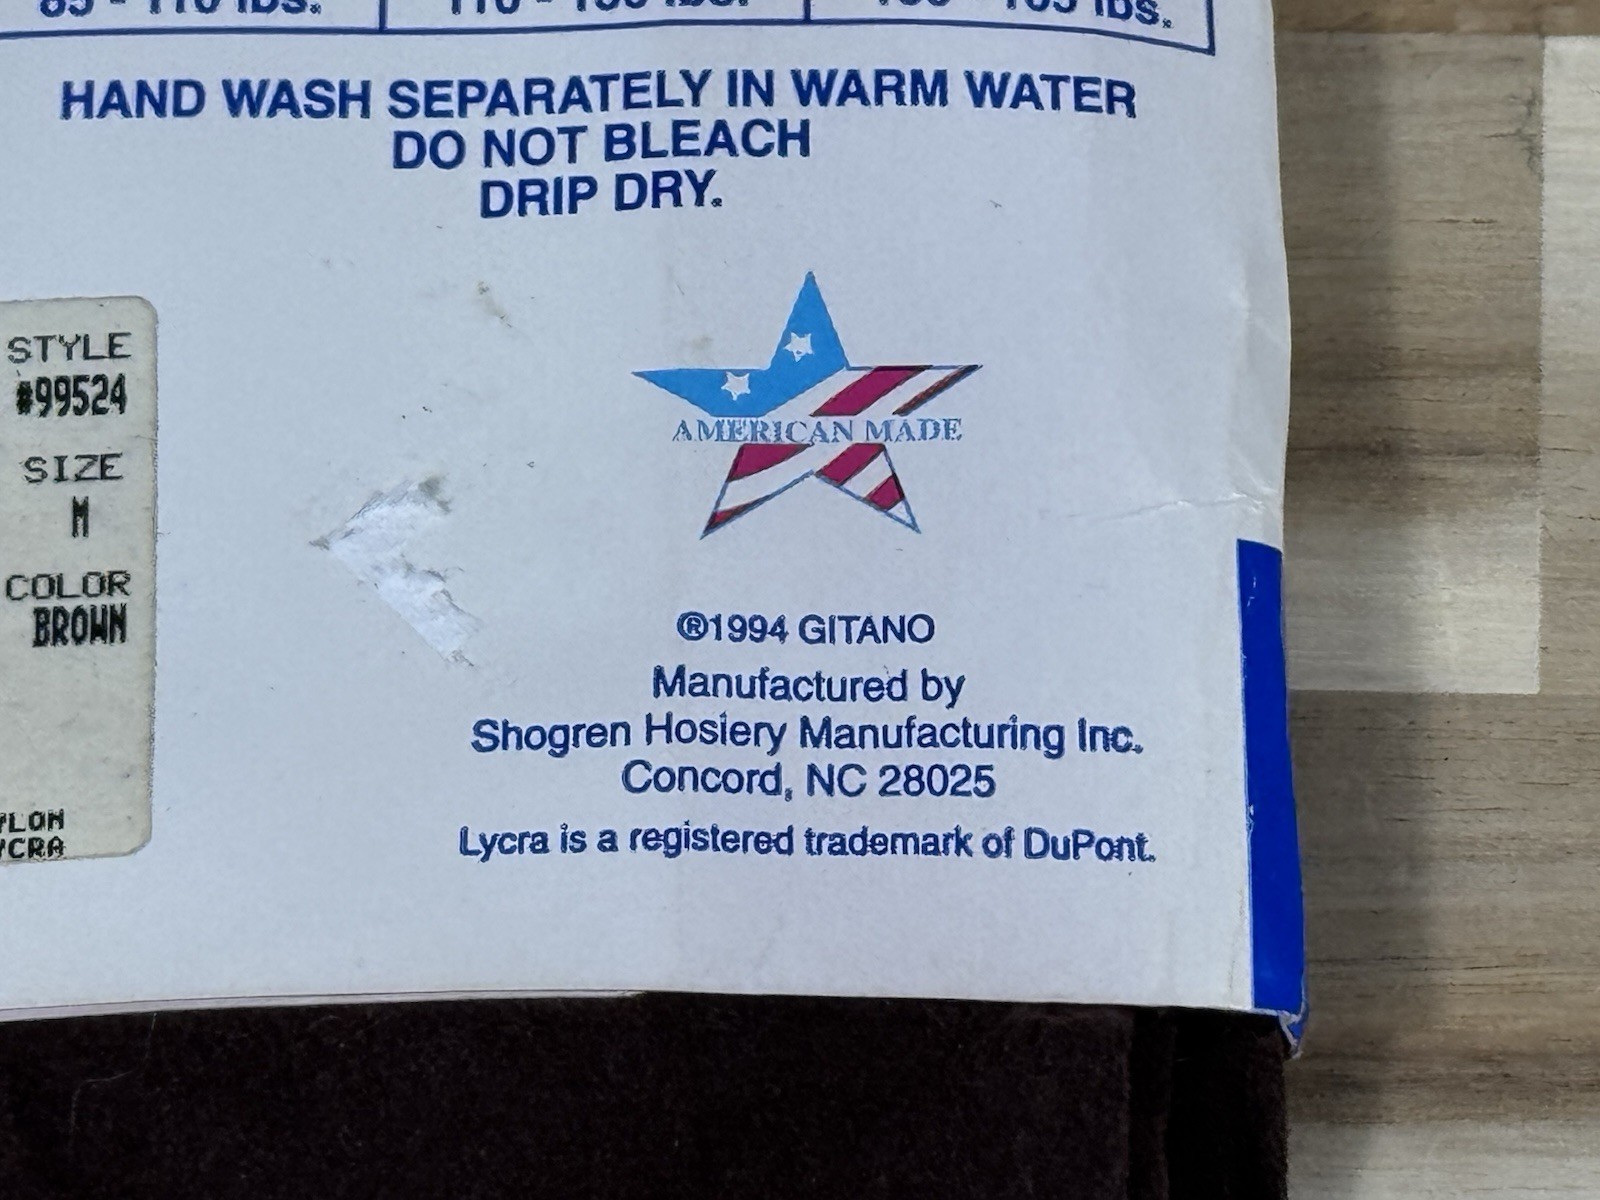 HAND WASH SEPARATELY IN WARM WATER
DO NOT BLEACH
DRIP DRY.
STYLE
#99524
SIZE
M
COLOR
BROWN
AMERICAN MADE
®1994 GITANO
Manufactured by
Shogren Hosiery Manufacturing Inc.
Concord, NC 28025
Lycra is a registered trademark of DuPont.